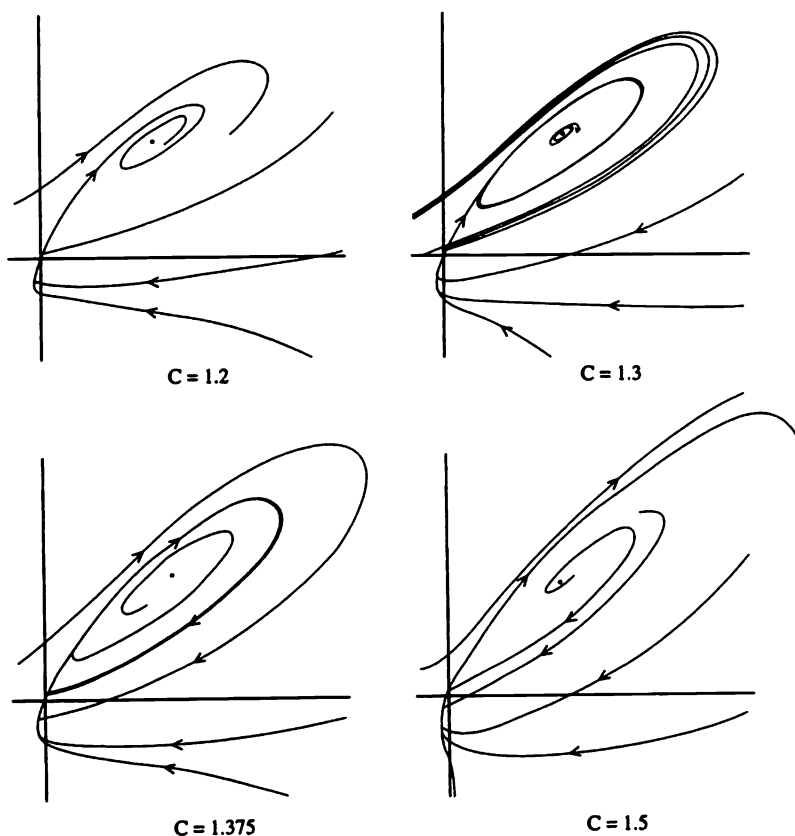 C = 1.2
C = 1.3
C = 1.375
C = 1.5